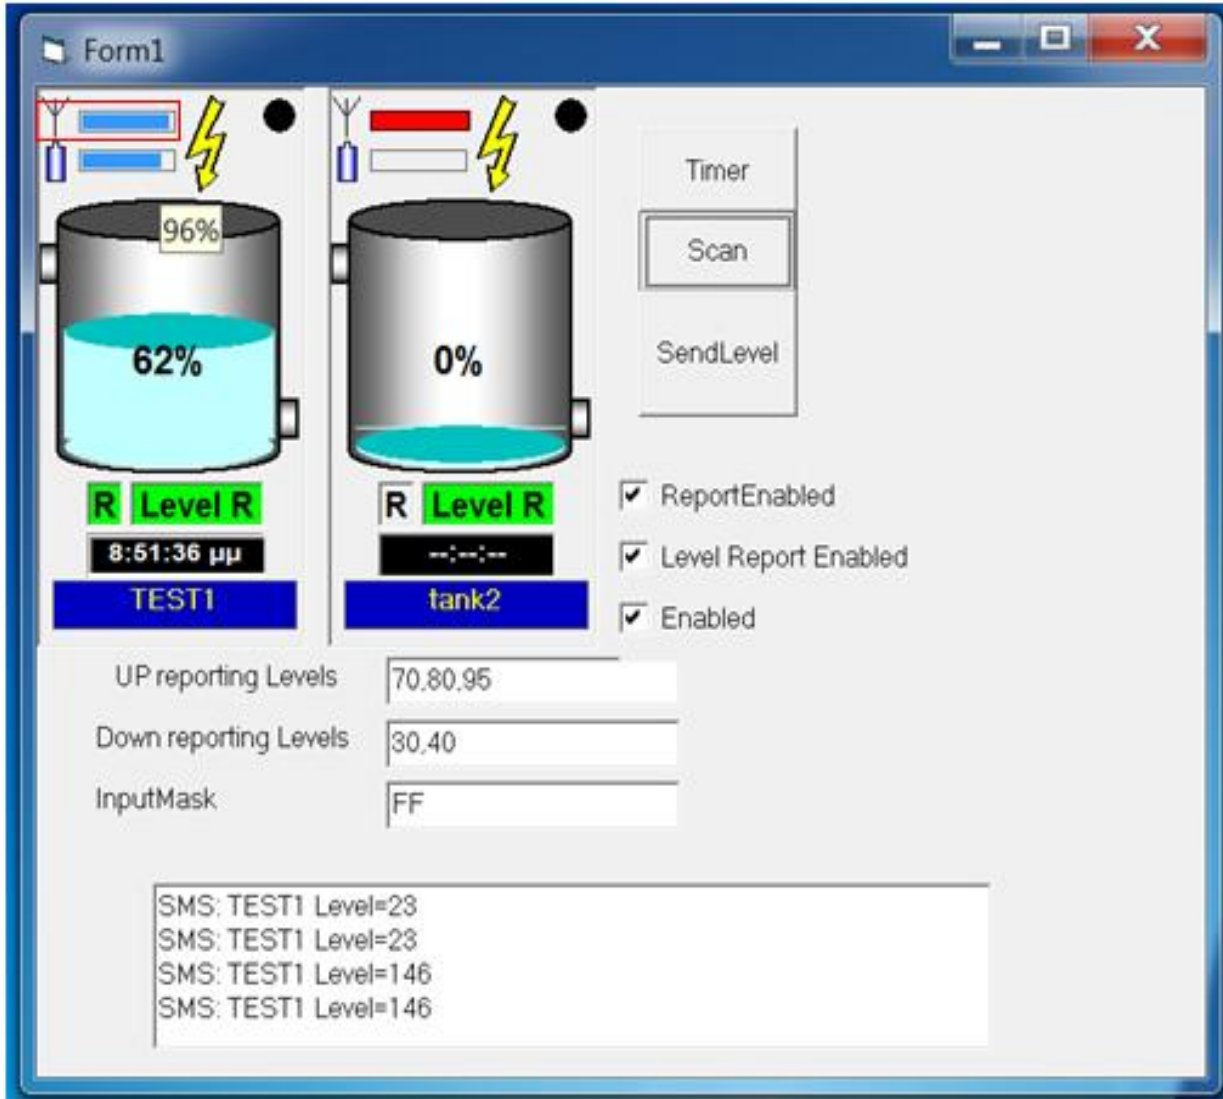 Form1
96%
62%
R Level R
8:51:36 μμ
TEST1
0%
R Level R
--:--:--
tank2
Timer
Scan
SendLevel
ReportEnabled
Level Report Enabled
Enabled
UP reporting Levels 70,80,95
Down reporting Levels 30,40
InputMask FF
SMS: TEST1 Level=23
SMS: TEST1 Level=23
SMS: TEST1 Level=146
SMS: TEST1 Level=146